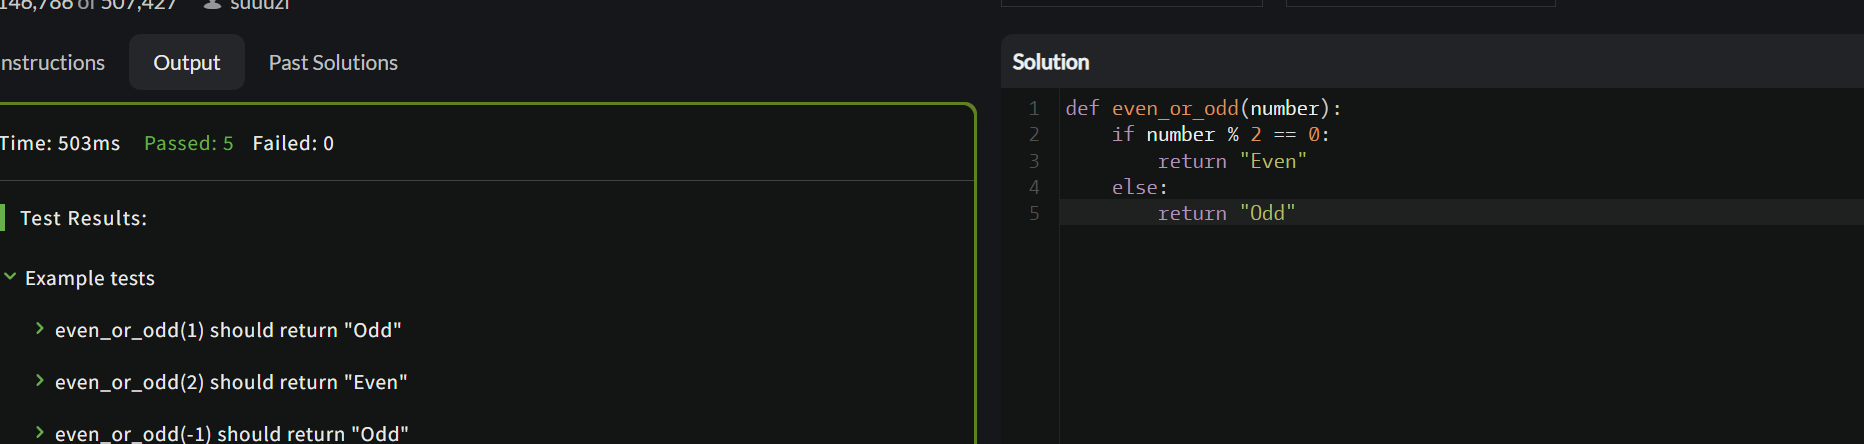 146,786 of 507,427 suuuzi
nstructions Output Past Solutions
Time: 503ms Passed: 5 Failed: 0
Test Results:
Example tests
even_or_odd(1) should return "Odd"
even_or_odd(2) should return "Even"
even_or_odd(-1) should return "Odd"
Solution
1 def even_or_odd(number):
2 if number % 2 == 0:
3 return "Even"
4 else:
5 return "Odd"